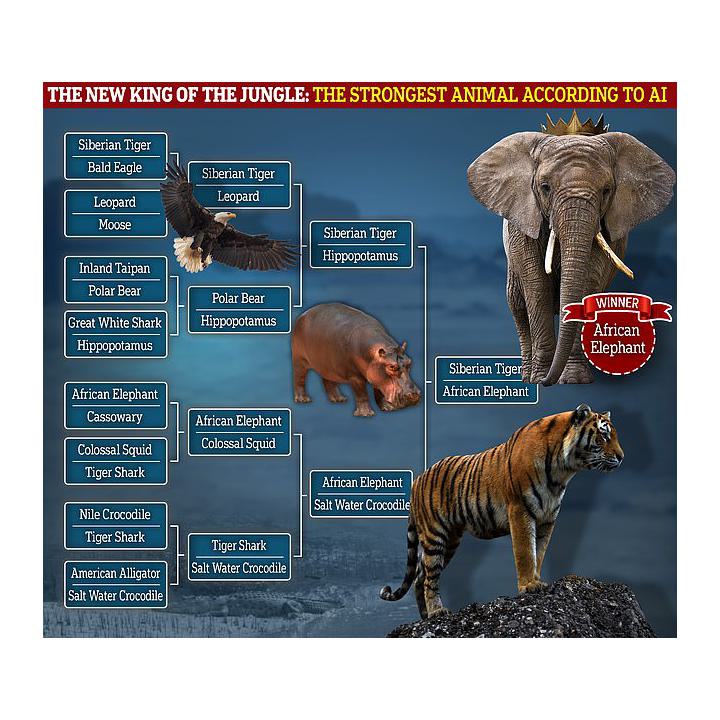 THE NEW KING OF THE JUNGLE: THE STRONGEST ANIMAL ACCORDING TO AI
Siberian Tiger
Bald Eagle
Leopard
Moose
Inland Taipan
Polar Bear
Great White Shark
Hippopotamus
African Elephant
Cassowary
Colossal Squid
Tiger Shark
Nile Crocodile
Tiger Shark
American Alligator
Salt Water Crocodile
Siberian Tiger
Leopard
Polar Bear
Hippopotamus
African Elephant
Colossal Squid
Tiger Shark
Salt Water Crocodile
Siberian Tiger
Hippopotamus
African Elephant
Salt Water Crocodile
Siberian Tiger
African Elephant
WINNER
African
Elephant